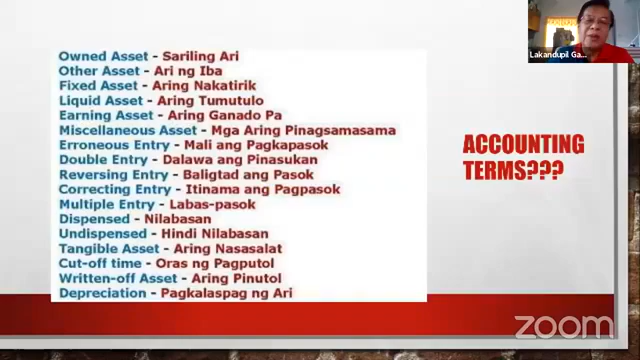 Owned Asset - Sariling Ari
Other Asset - Ari ng Iba
Fixed Asset - Aring Nakatirik
Liquid Asset - Aring Tumutulo
Earning Asset - Aring Ganado Pa
Miscellaneous Asset - Mga Aring Pinagsamasama
Erroneous Entry - Mali ang Pagkapasok
Double Entry - Dalawa ang Pinasukan
Reversing Entry - Baligtad ang Pasok
Correcting Entry - Itinama ang Pagpasok
Multiple Entry - Labas-pasok
Dispensed - Nilabasan
Undispensed - Hindi Nilabasan
Tangible Asset - Aring Nasasalat
Cut-off time - Oras ng Pagputol
Written-off Asset - Aring Pinutol
Depreciation - Pagkalaspag ng Ari
ACCOUNTING
TERMS???
Lakandupil Ga...
zoom